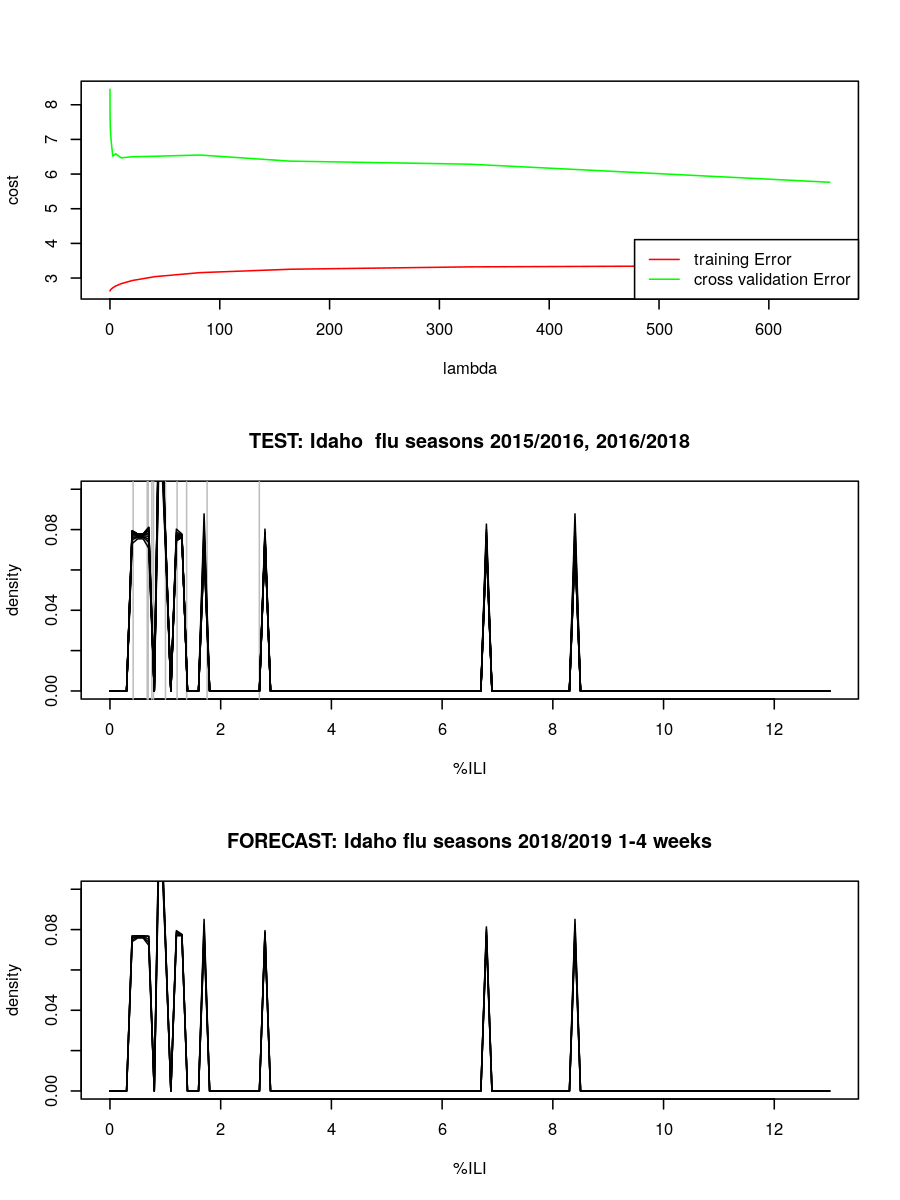 8
7
6
5
4
3
cost
training Error
cross validation Error
0 100 200 300 400 500 600
lambda
TEST: Idaho  flu seasons 2015/2016, 2016/2018
0.08
0.04
0.00
density
0 2 4 6 8 10 12
%ILI
FORECAST: Idaho flu seasons 2018/2019 1-4 weeks
0.08
0.04
0.00
density
0 2 4 6 8 10 12
%ILI